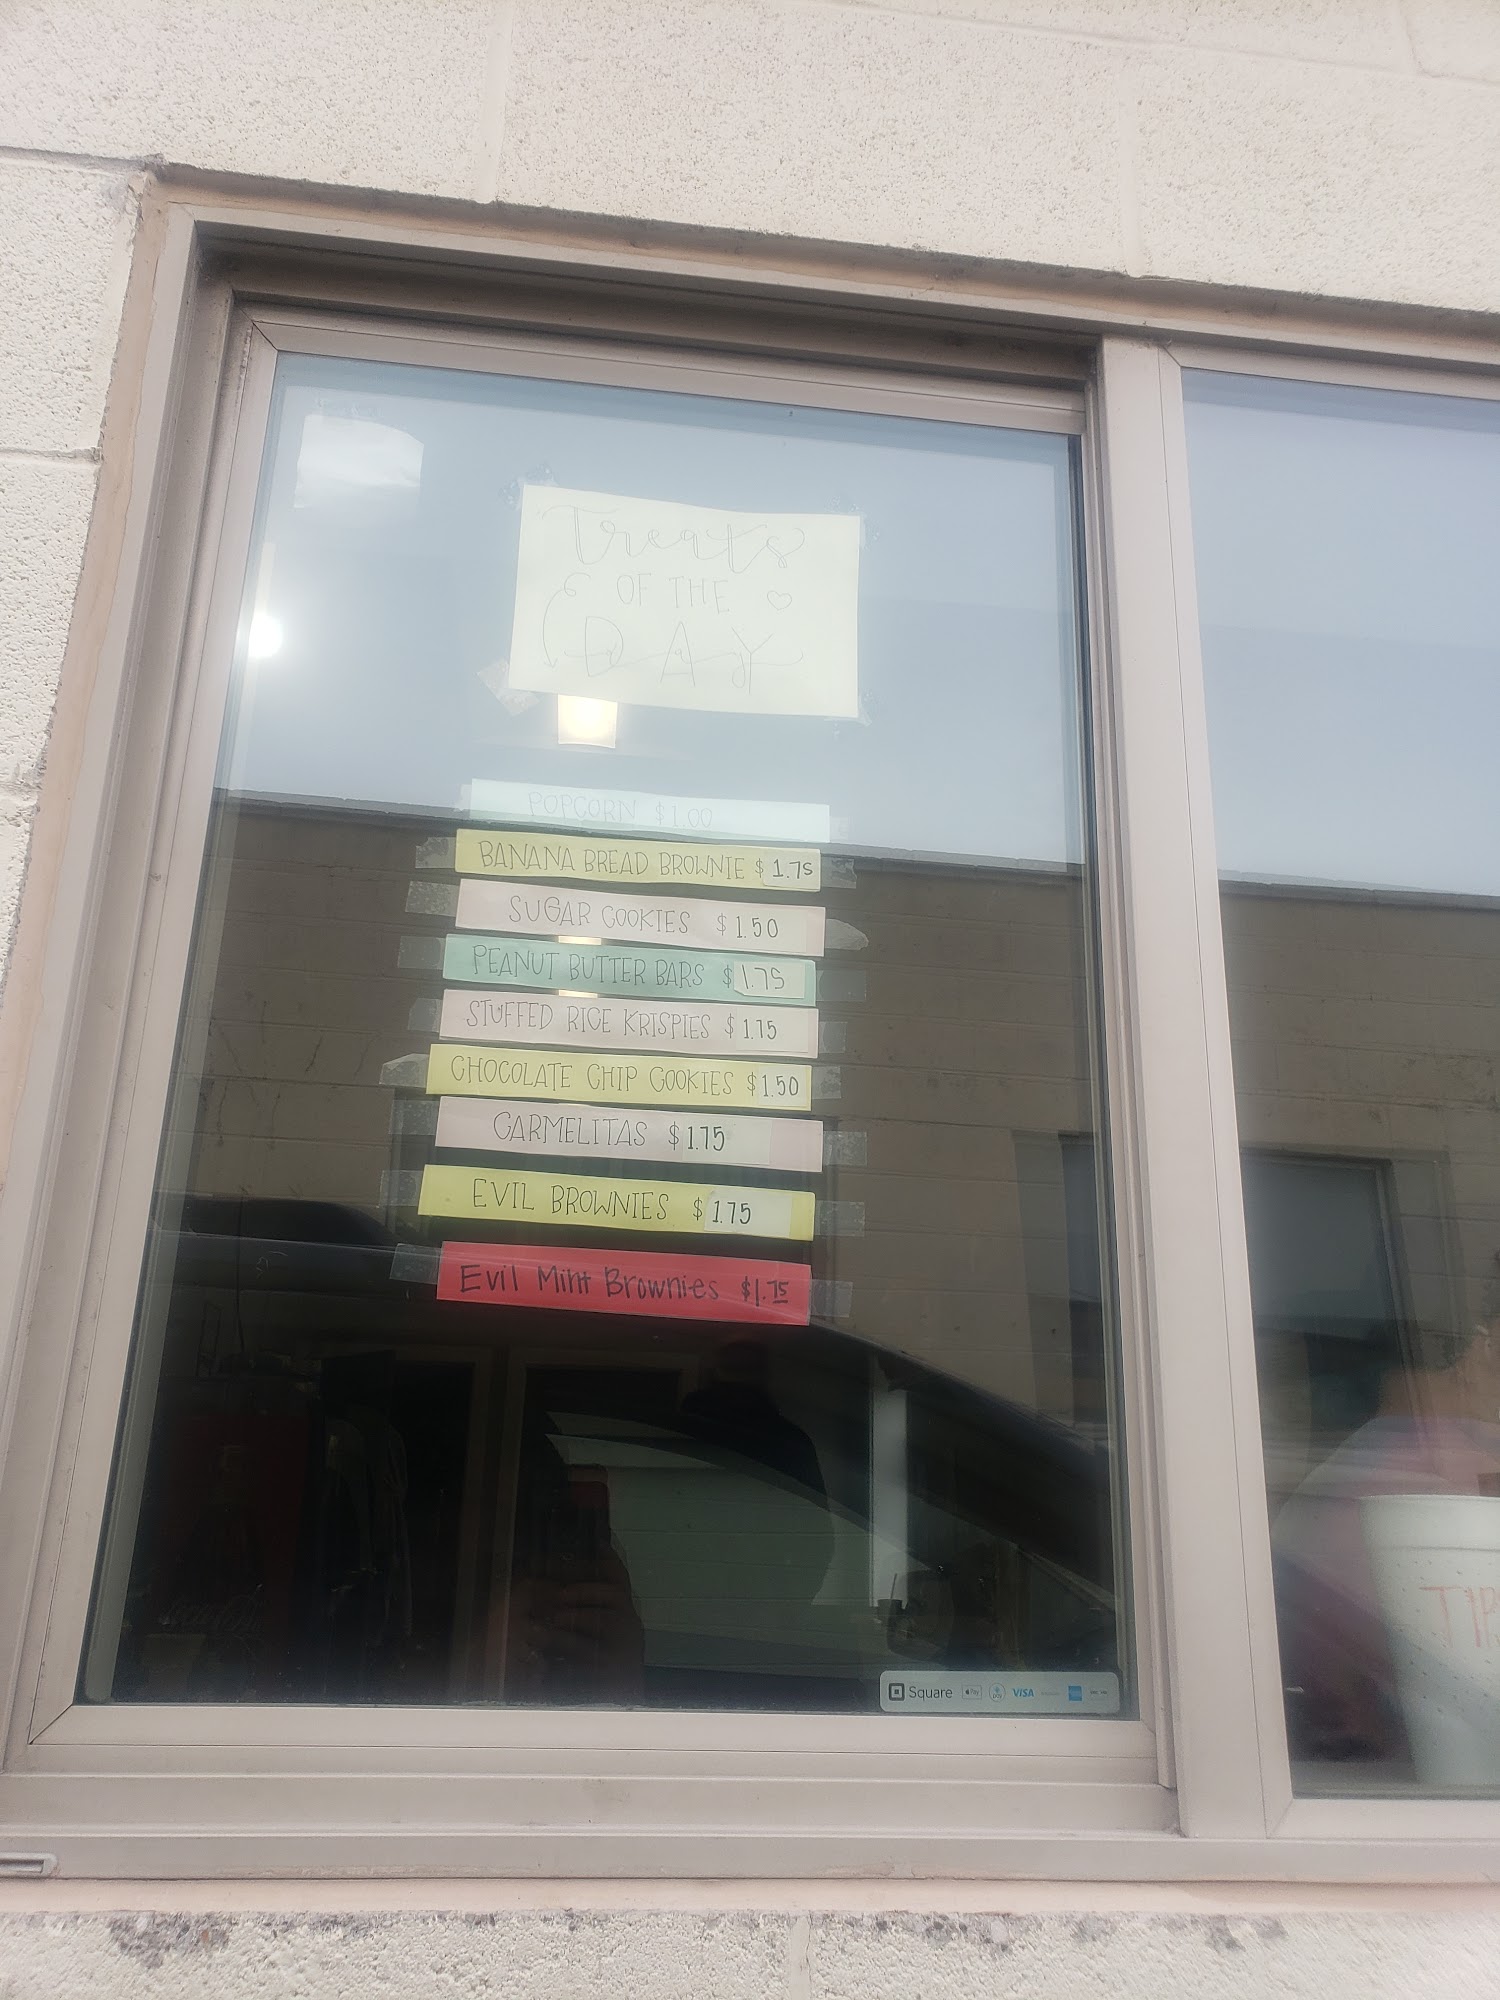 Treats
OF THE
DAY
POPCORN $1.00
BANANA BREAD BROWNIE $1.75
SUGAR COOKIES $1.50
PEANUT BUTTER BARS $1.75
STUFFED RICE KRISPIES $1.75
CHOCOLATE CHIP COOKIES $1.50
CARMELITAS $1.75
EVIL BROWNIES $1.75
Evil Mint Brownies $1.75
Square Pay VISA
TIPS